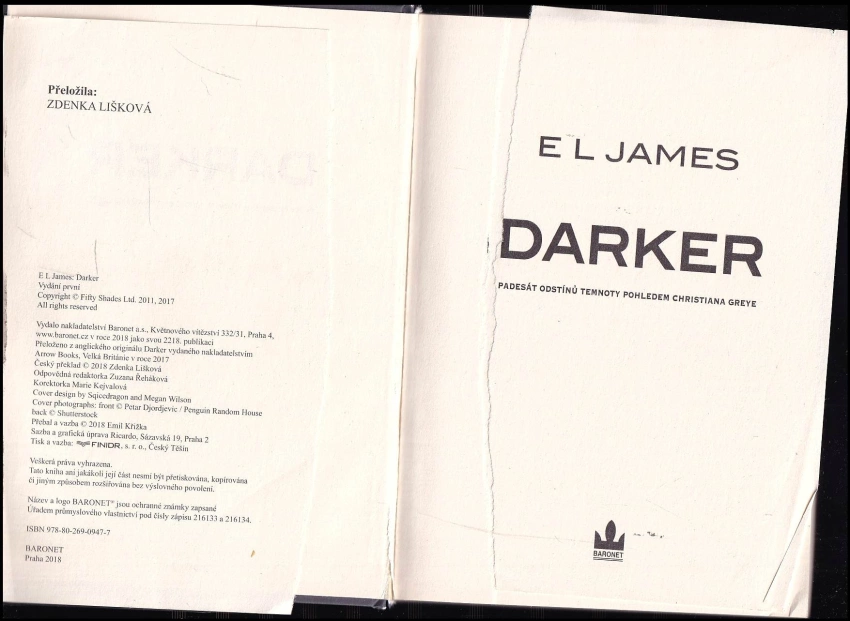 Přeložila:
ZDENKA LIŠKOVÁ
E L James: Darker
Vydání první
Copyright © Fifty Shades Ltd. 2011, 2017
All rights reserved
Vydalo nakladatelství Baronet a.s., Květnového vítězství 332/31, Praha 4,
www.baronet.cz v roce 2018 jako svou 2218. publikaci
Přeloženo z anglického originálu Darker vydaného nakladatelstvím
Arrow Books, Velká Británie v roce 2017
Český překlad © 2018 Zdenka Lišková
Odpovědná redaktorka Zuzana Řeháková
Korektorka Marie Kejvalová
Cover design by Sqicedragon and Megan Wilson
Cover photographs: front © Petar Djordjevic / Penguin Random House
back © Shutterstock
Přebal a vazba © 2018 Emil Křižka
Sazba a grafická úprava Ricardo, Sázavská 19, Praha 2
Tisk a vazba: FINIDR, s. r. o., Český Těšín
Veškerá práva vyhrazena.
Tato kniha ani jakákoli její část nesmí být přetiskována, kopírována
či jiným způsobem rozšiřována bez výslovného povolení.
Název a logo BARONET® jsou ochranné známky zapsané
Úřadem průmyslového vlastnictví pod čísly zápisu 216133 a 216134.
ISBN 978-80-269-0947-7
BARONET
Praha 2018
E L JAMES
DARKER
PADESÁT ODSTÍNŮ TEMNOTY POHLEDEM CHRISTIANA GREYE
BARONET